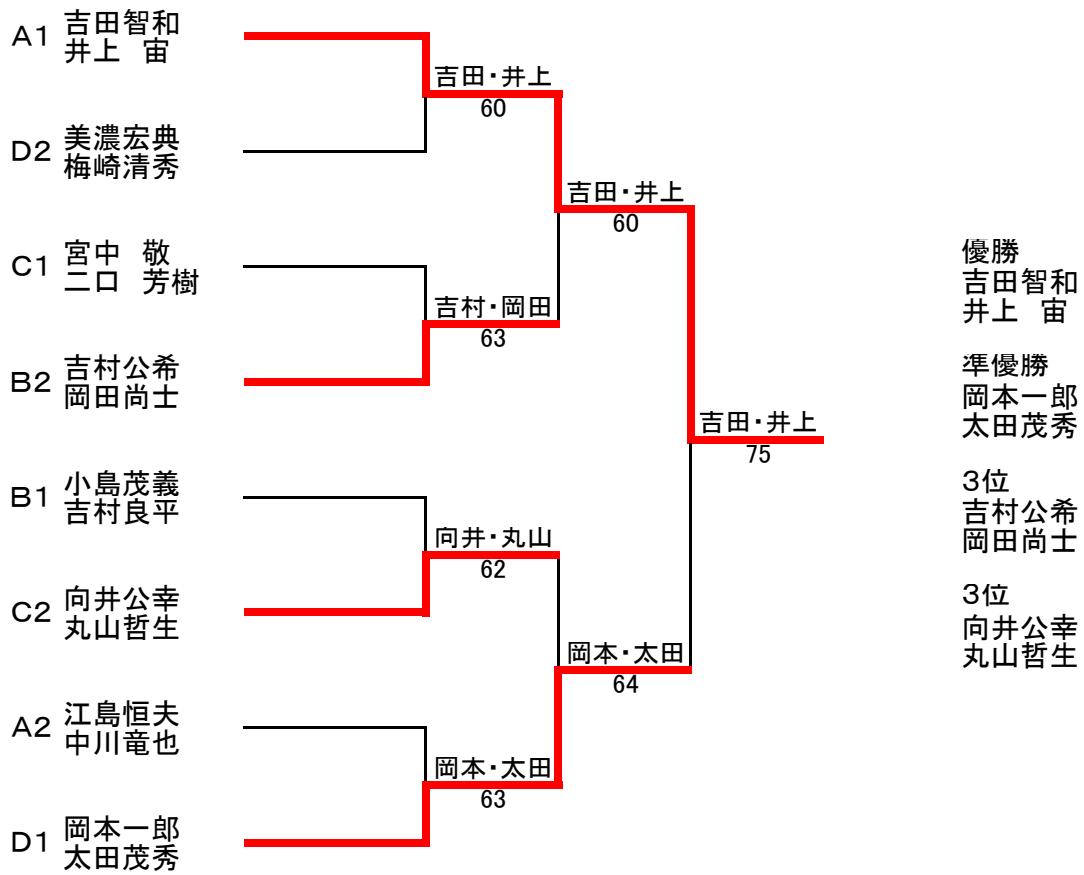 A1 吉田智和
井上　宙
D2 美濃宏典
梅崎清秀
C1 宮中　敬
二口　芳樹
B2 吉村公希
岡田尚士
B1 小島茂義
吉村良平
C2 向井公幸
丸山哲生
A2 江島恒夫
中川竜也
D1 岡本一郎
太田茂秀
吉田・井上
60
吉村・岡田
63
向井・丸山
62
岡本・太田
63
吉田・井上
60
岡本・太田
64
吉田・井上
75
優勝
吉田智和
井上　宙
準優勝
岡本一郎
太田茂秀
3位
吉村公希
岡田尚士
3位
向井公幸
丸山哲生